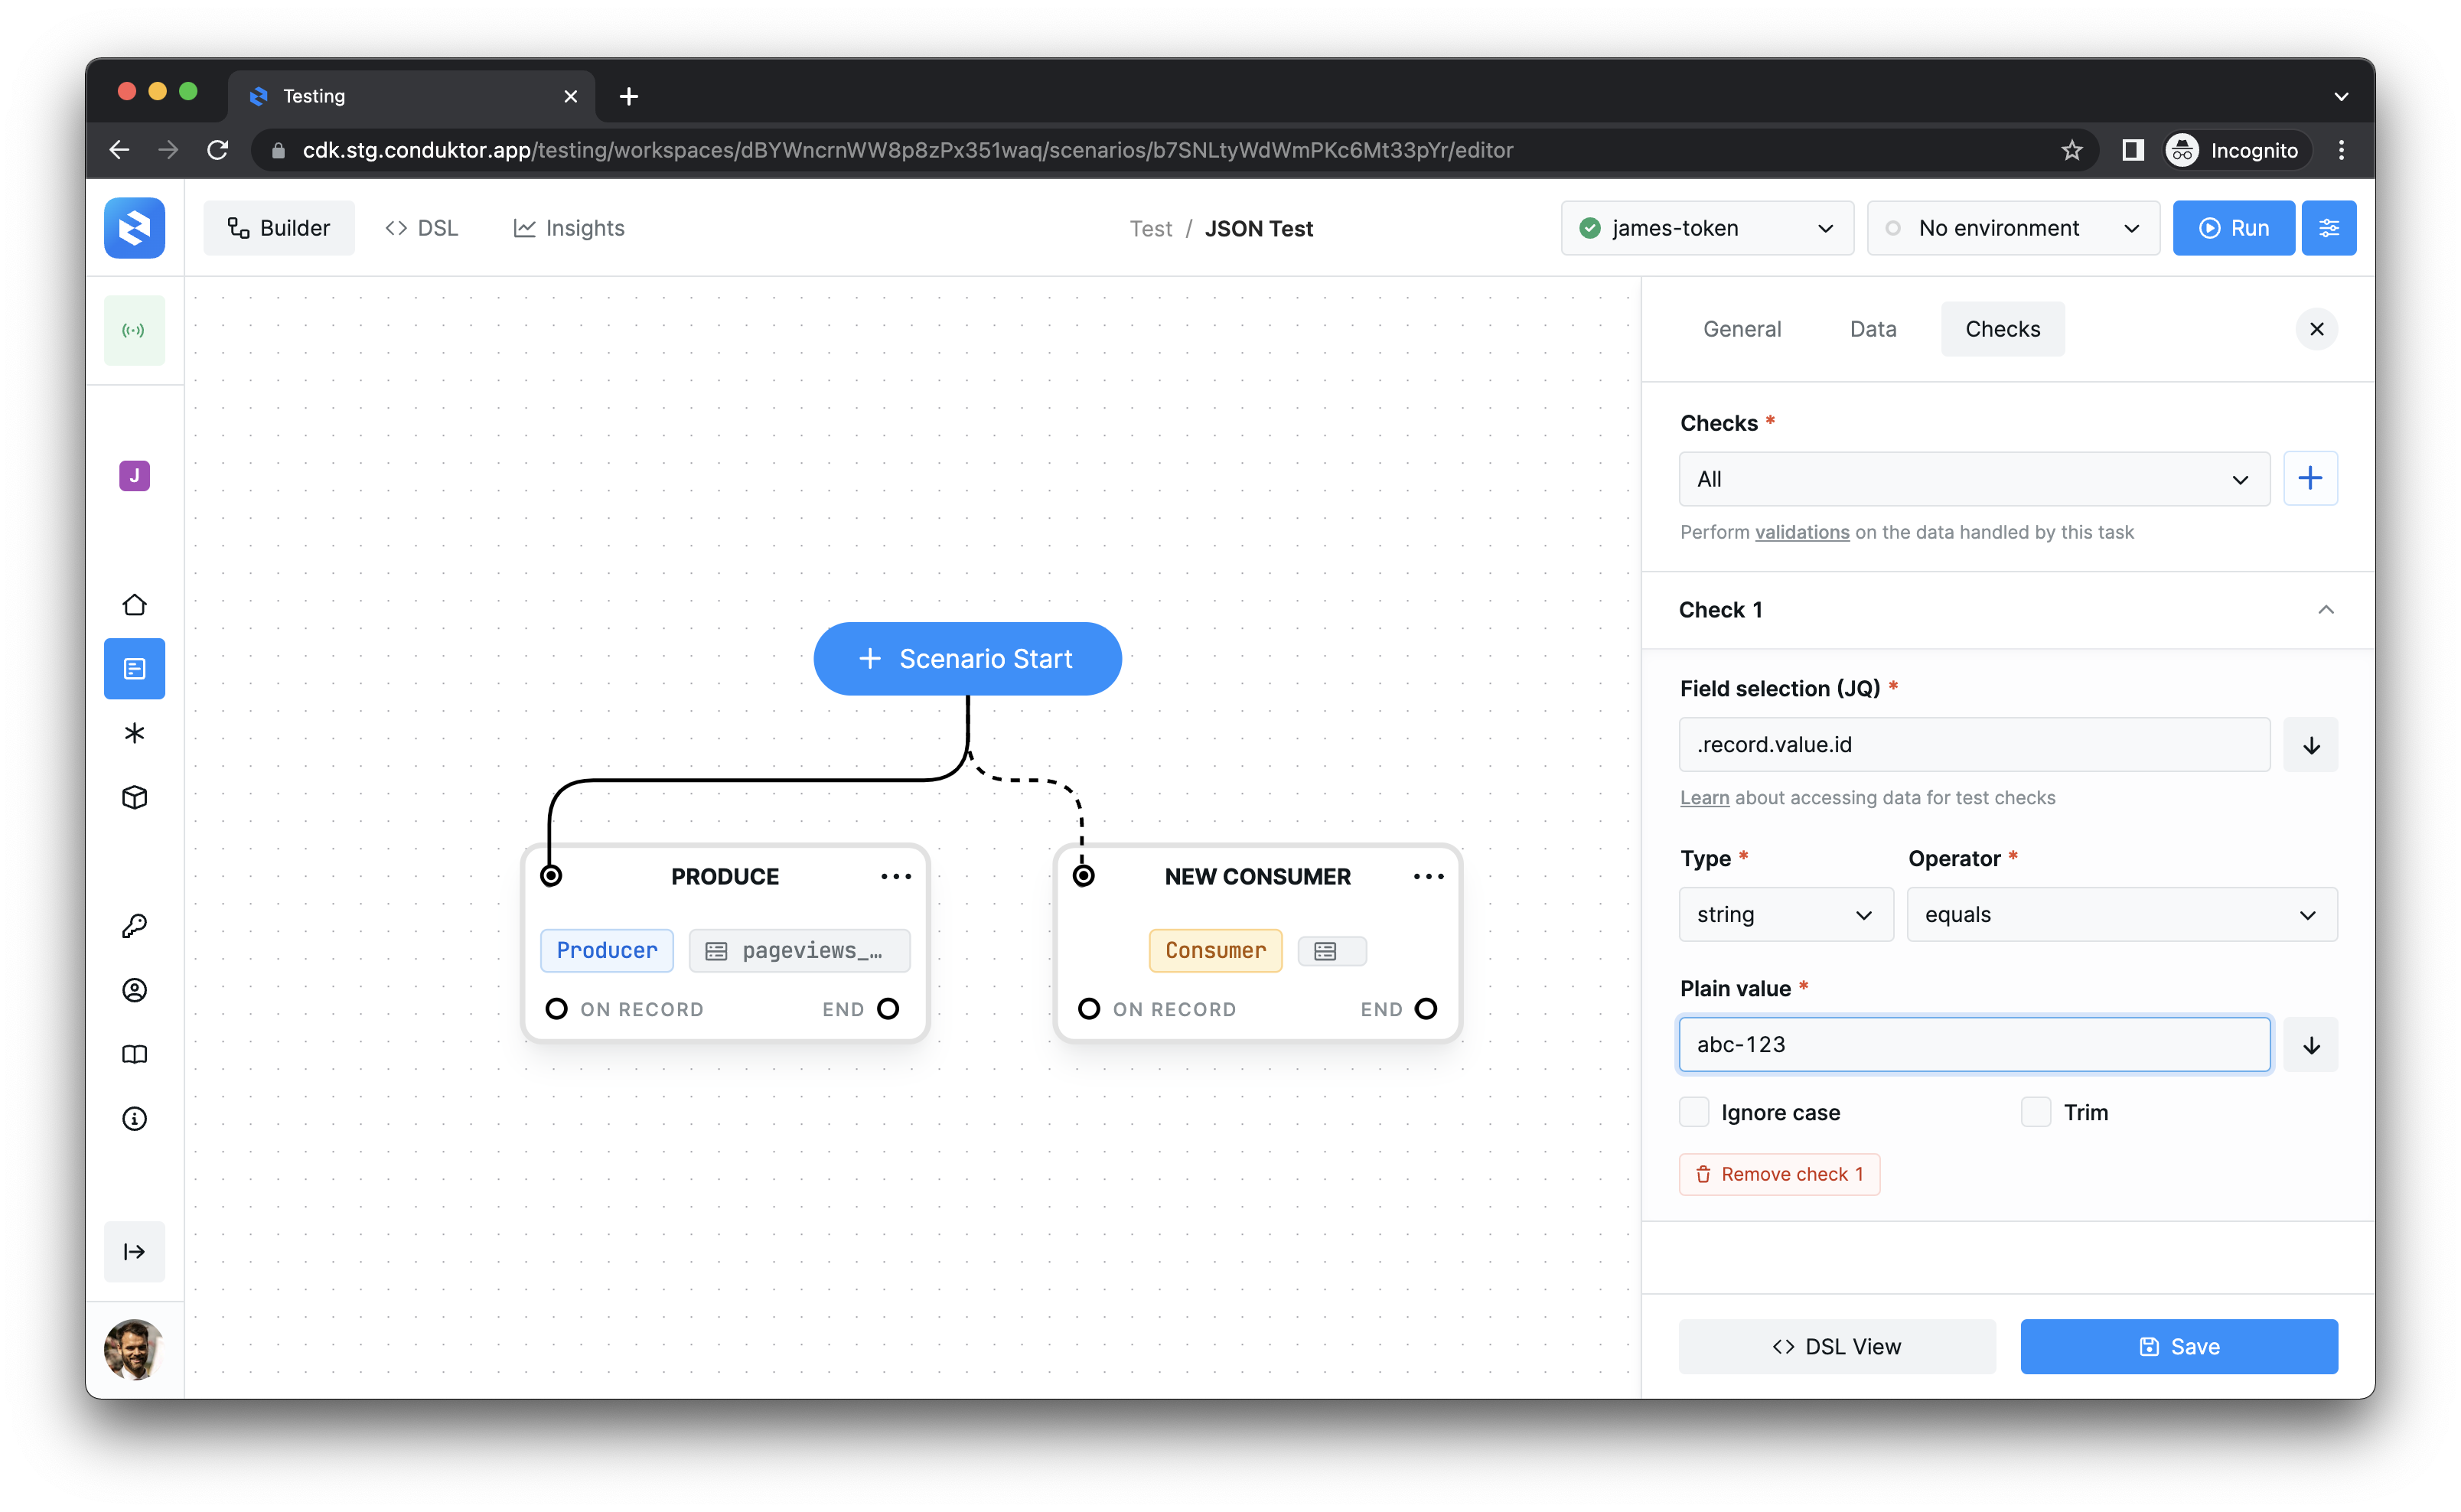 Testing
cdk.stg.conduktor.app/testing/workspaces/dBYWncrnWW8p8zPx351waq/scenarios/b7SNLtyWdWmPKc6Mt33pYr/editor
Incognito
Builder
DSL
Insights
Test / JSON Test
james-token
No environment
Run
J
Scenario Start
PRODUCE
Producer
pageviews_…
ON RECORD
END
NEW CONSUMER
Consumer
ON RECORD
END
General
Data
Checks
Checks *
All
Perform validations on the data handled by this task
Check 1
Field selection (JQ) *
.record.value.id
Learn about accessing data for test checks
Type *
Operator *
string
equals
Plain value *
abc-123
Ignore case
Trim
Remove check 1
DSL View
Save